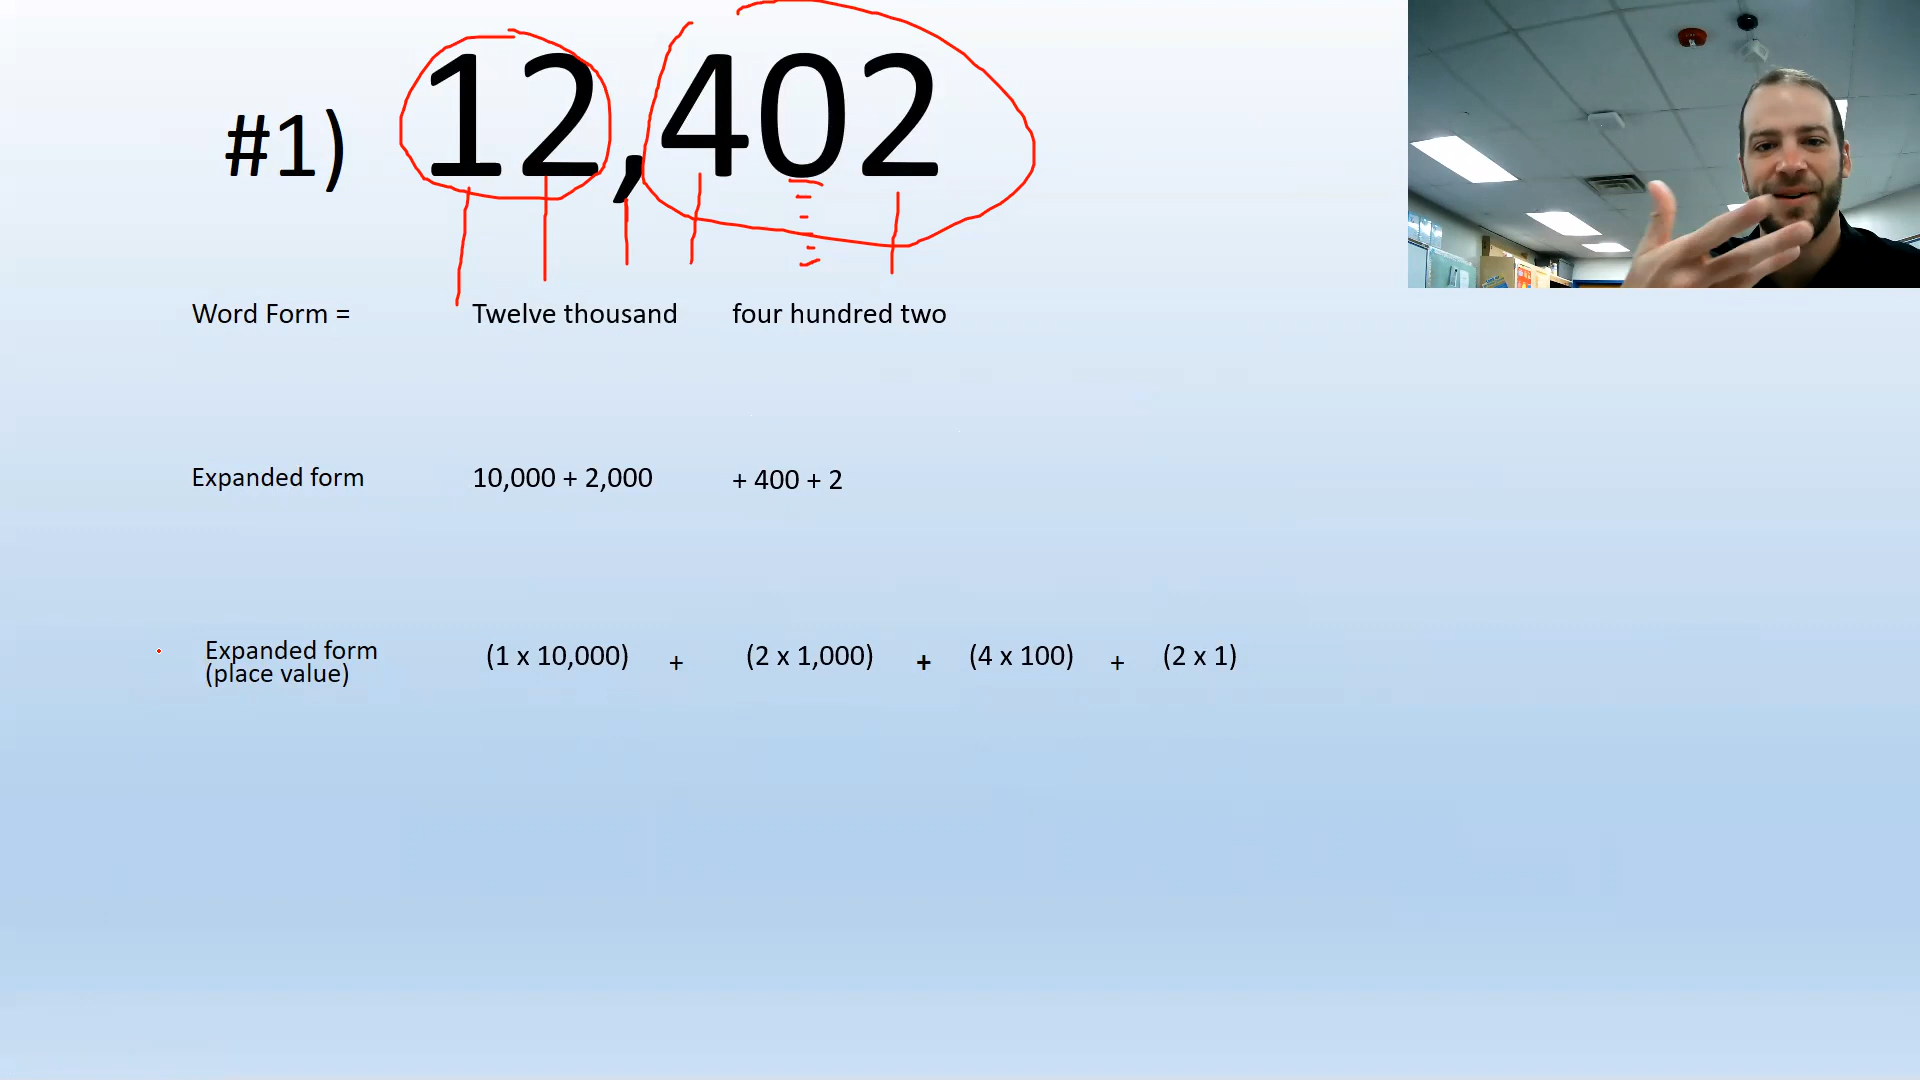 #1) 12,402
Word Form = Twelve thousand four hundred two
Expanded form 10,000 + 2,000 + 400 + 2
Expanded form
(place value) (1 x 10,000) + (2 x 1,000) + (4 x 100) + (2 x 1)